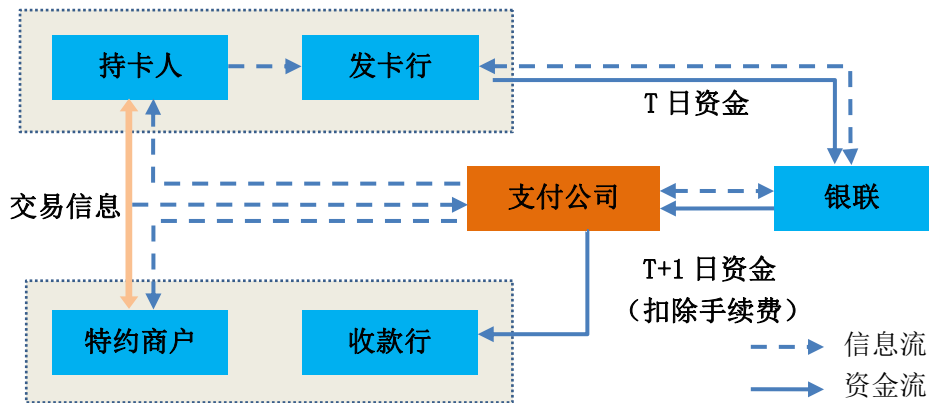 持卡人
发卡行
T 日资金
交易信息
支付公司
银联
T+1 日资金
（扣除手续费）
特约商户
收款行
信息流
资金流